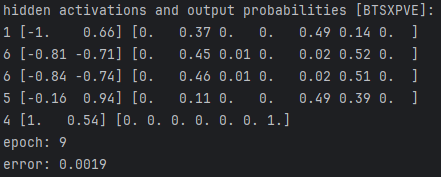 hidden activations and output probabilities [BTSXPVE]:
1 [-1.    0.66] [0.   0.37 0.   0.   0.49 0.14 0.  ]
6 [-0.81 -0.71] [0.   0.45 0.01 0.   0.02 0.52 0.  ]
6 [-0.84 -0.74] [0.   0.46 0.01 0.   0.02 0.51 0.  ]
5 [-0.16  0.94] [0.   0.11 0.   0.   0.49 0.39 0.  ]
4 [1.   0.54] [0. 0. 0. 0. 0. 0. 1.]
epoch: 9
error: 0.0019